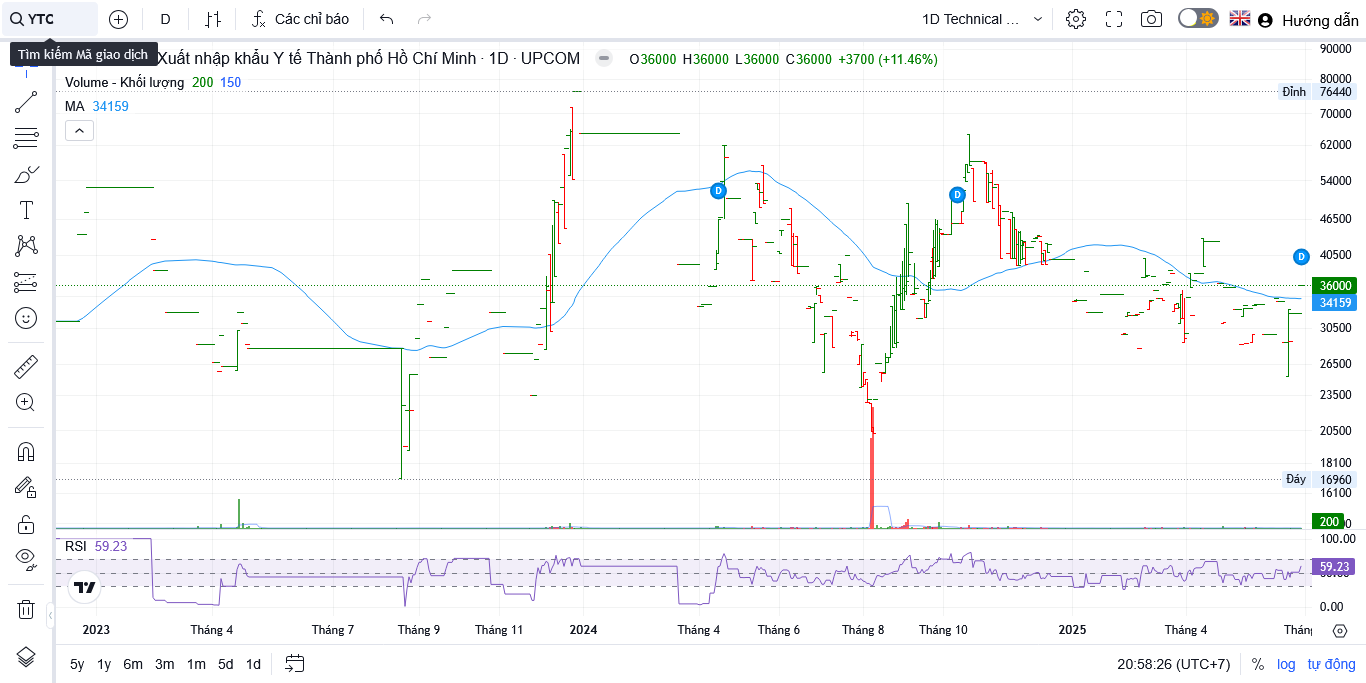 YTC
D
Các chỉ báo
1D Technical ...
Hướng dẫn
Tìm kiếm Mã giao dịch
Xuất nhập khẩu Y tế Thành phố Hồ Chí Minh · 1D · UPCOM
O36000 H36000 L36000 C36000 +3700 (+11.46%)
Volume - Khối lượng 200 150
MA 34159
90000
80000
Đỉnh 76440
70000
62000
54000
46500
40500
36000
34159
30500
26500
23500
20500
18100
Đáy 16960
16100
200
D
D
D
RSI 59.23
100.00
59.23
0.00
2023
Tháng 4
Tháng 7
Tháng 9
Tháng 11
2024
Tháng 4
Tháng 6
Tháng 8
Tháng 10
2025
Tháng 4
5y 1y 6m 3m 1m 5d 1d
20:58:26 (UTC+7)
% log tự động